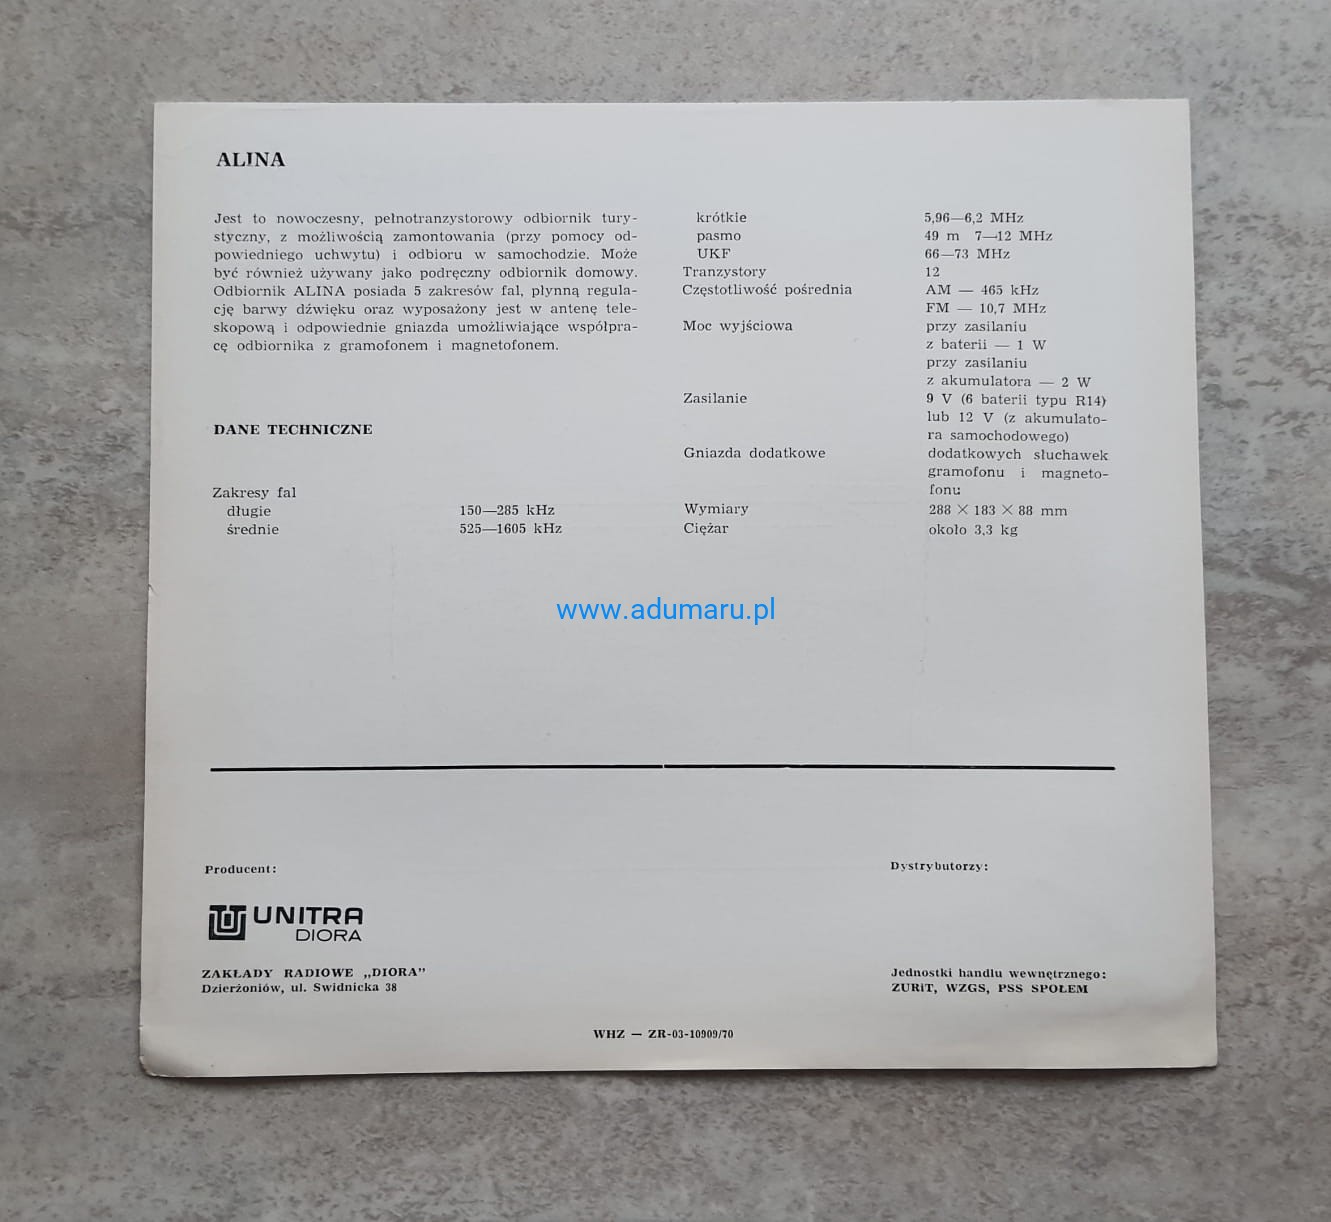 ALINA
Jest to nowoczesny, pełnotranzystorowy odbiornik tury-
styczny, z możliwością zamontowania (przy pomocy od-
powiedniego uchwytu) i odbioru w samochodzie. Może
być również używany jako podręczny odbiornik domowy.
Odbiornik ALINA posiada 5 zakresów fal, płynną regula-
cję barwy dźwięku oraz wyposażony jest w antenę tele-
skopową i odpowiednie gniazda umożliwiające współpra-
cę odbiornika z gramofonem i magnetofonem.
DANE TECHNICZNE
Zakresy fal
długie 150—285 kHz
średnie 525—1605 kHz
krótkie 5,96—6,2 MHz
pasmo 49 m 7—12 MHz
UKF 66—73 MHz
Tranzystory 12
Częstotliwość pośrednia AM — 465 kHz
FM — 10,7 MHz
Moc wyjściowa przy zasilaniu
z baterii — 1 W
przy zasilaniu
z akumulatora — 2 W
Zasilanie 9 V (6 baterii typu R14)
lub 12 V (z akumulato-
ra samochodowego)
Gniazda dodatkowe dodatkowych słuchawek
gramofonu i magneto-
fonu
Wymiary 288 × 183 × 88 mm
Ciężar około 3,3 kg
www.adumaru.pl
Producent:
UNITRA
DIORA
ZAKŁADY RADIOWE „DIORA”
Dzierżoniów, ul. Swidnicka 38
Dystrybutorzy:
Jednostki handlu wewnętrznego:
ZURiT, WZGS, PSS SPOŁEM
WHZ — ZR-03-10909/70